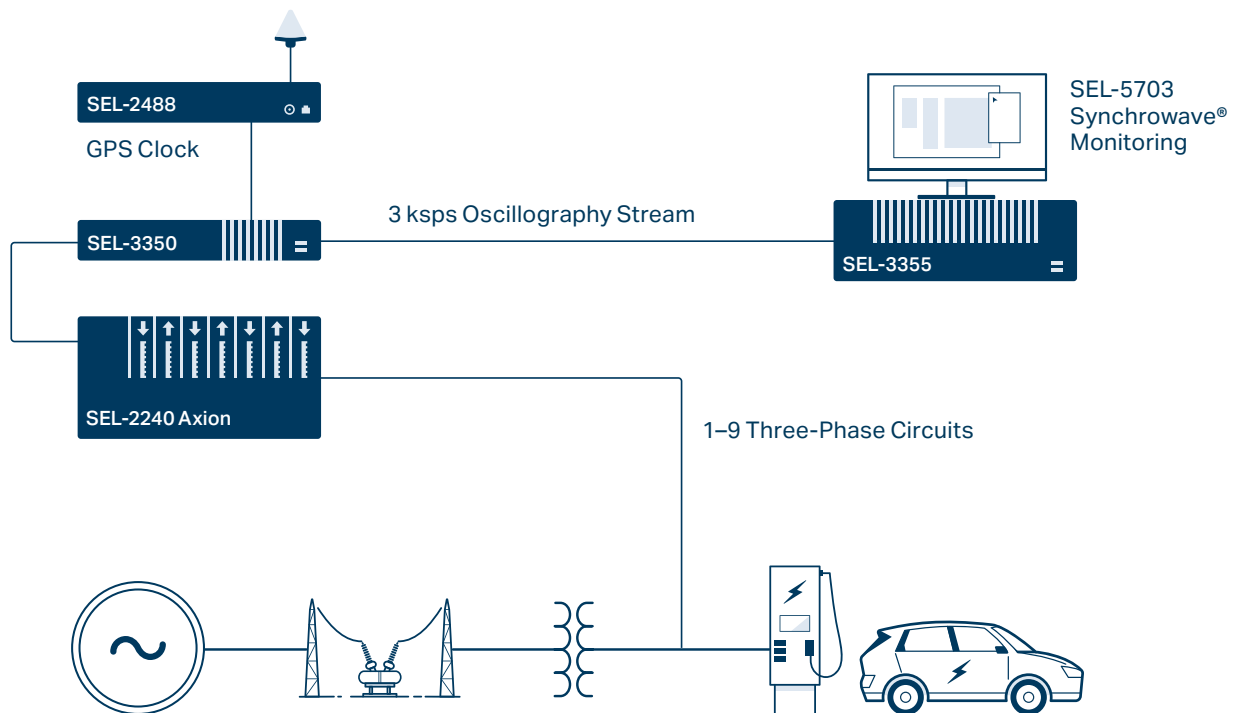 SEL-2488
GPS Clock
SEL-5703
Synchrowave®
Monitoring
3 ksps Oscillography Stream
SEL-3350
SEL-3355
SEL-2240 Axion
1–9 Three-Phase Circuits